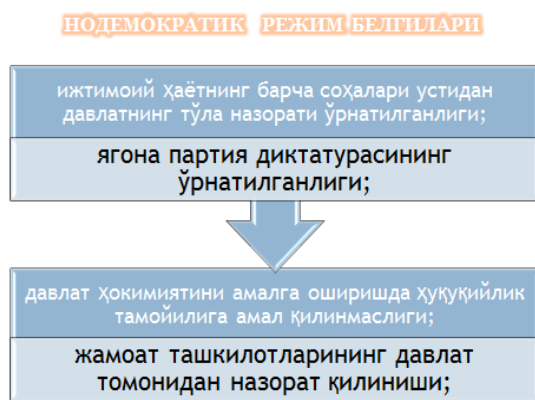 НОДЕМОКРАТИК РЕЖИМ БЕЛГИЛАРИ
ижтимоий ҳаётнинг барча соҳалари устидан
давлатнинг тўла назорати ўрнатилганлиги;
ягона партия диктатурасининг
ўрнатилганлиги;
давлат ҳокимиятини амалга оширишда ҳуқуқийлик
тамойилига амал қилинмаслиги;
жамоат ташкилотларининг давлат
томонидан назорат қилиниши;